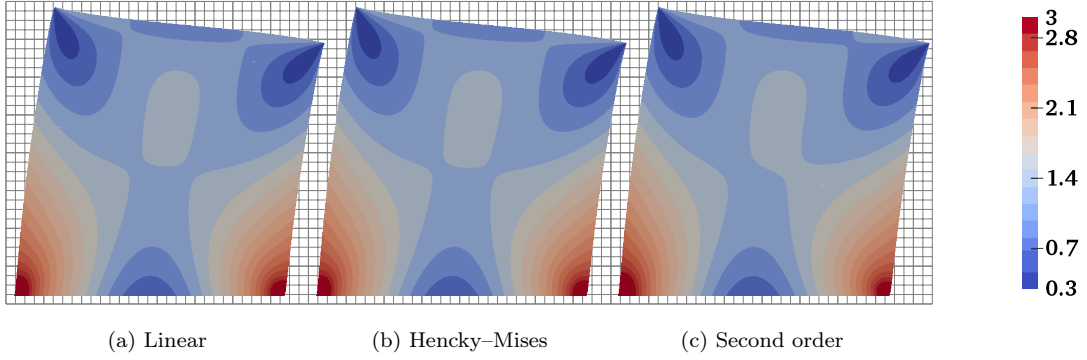 3
2.8
2.1
1.4
0.7
0.3
(a) Linear
(b) Hencky–Mises
(c) Second order